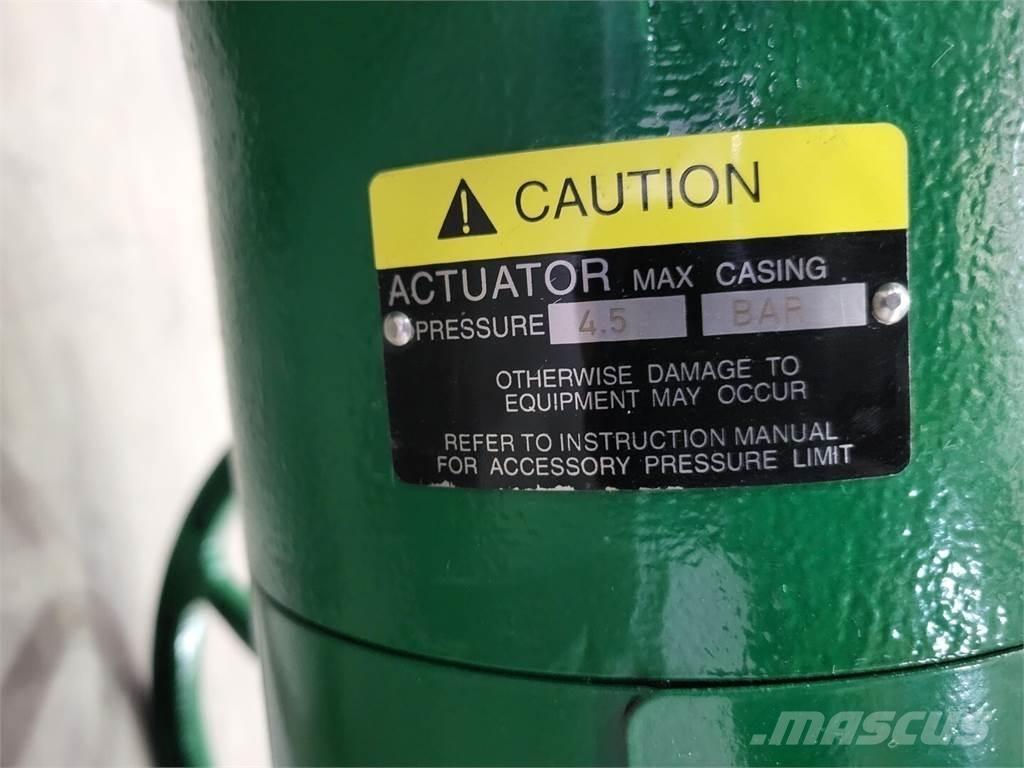 CAUTION
ACTUATOR MAX CASING
PRESSURE 4.5 BAR
OTHERWISE DAMAGE TO
EQUIPMENT MAY OCCUR
REFER TO INSTRUCTION MANUAL
FOR ACCESSORY PRESSURE LIMIT
MASCUS